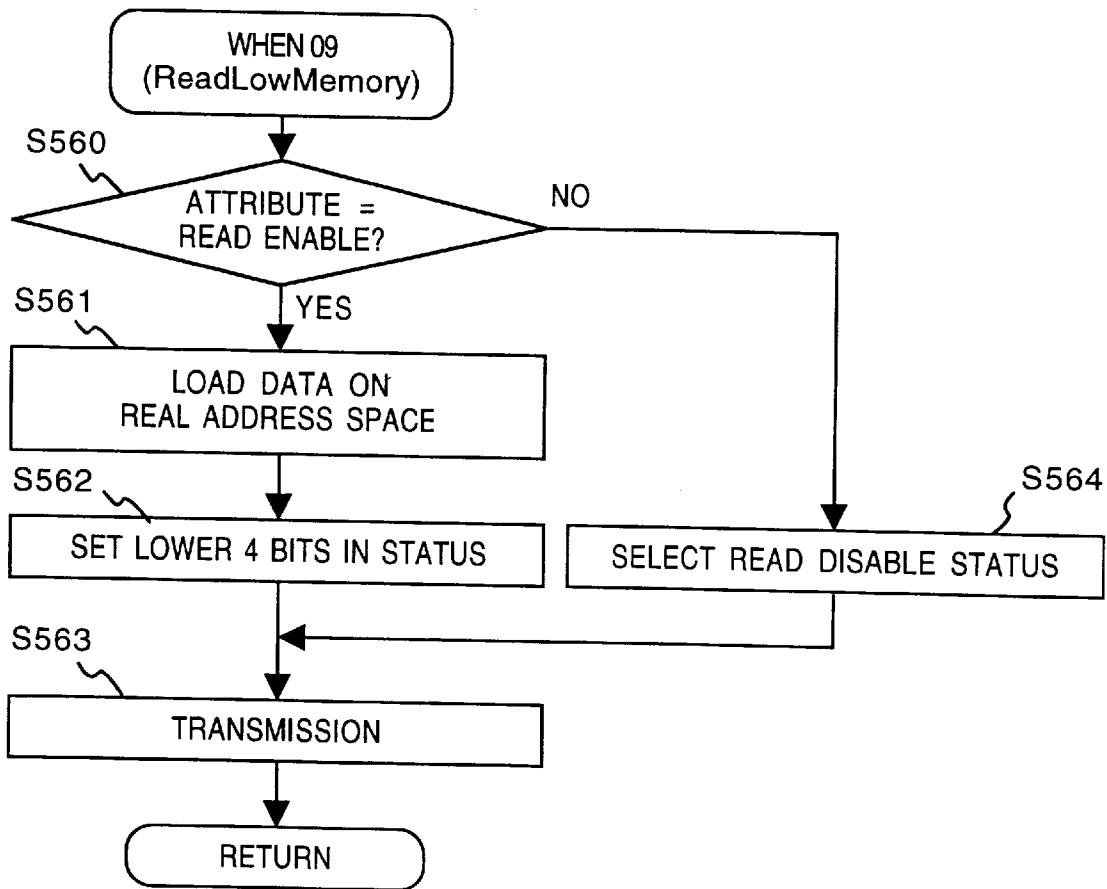 WHEN 09
(ReadLowMemory)
S560
ATTRIBUTE =
READ ENABLE?
NO
YES
S561
LOAD DATA ON
REAL ADDRESS SPACE
S562
SET LOWER 4 BITS IN STATUS
S564
SELECT READ DISABLE STATUS
S563
TRANSMISSION
RETURN